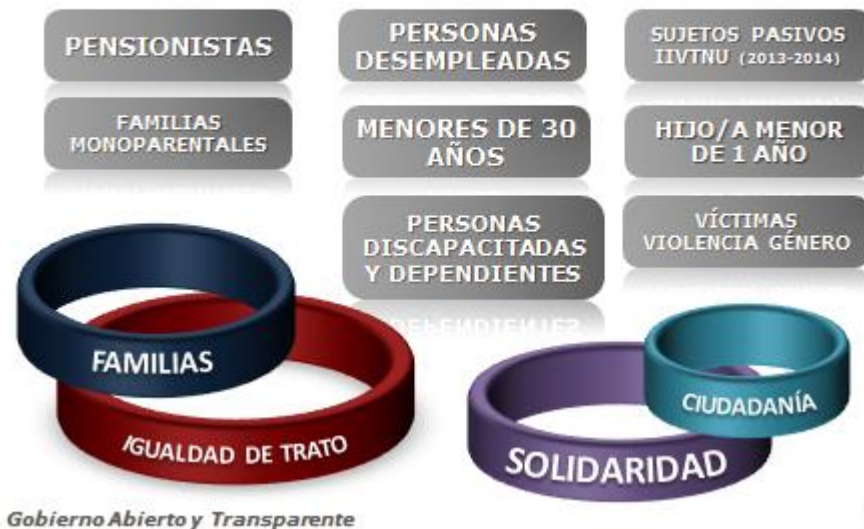 PENSIONISTAS
PERSONAS
DESEMPLEADAS
SUJETOS PASIVOS
IIVTNU (2013-2014)
FAMILIAS
MONOPARENTALES
MENORES DE 30
AÑOS
HIJO/A MENOR
DE 1 AÑO
PERSONAS
DISCAPACITADAS
Y DEPENDIENTES
VÍCTIMAS
VIOLENCIA GÉNERO
FAMILIAS
IGUALDAD DE TRATO
CIUDADANÍA
SOLIDARIDAD
Gobierno Abierto y Transparente